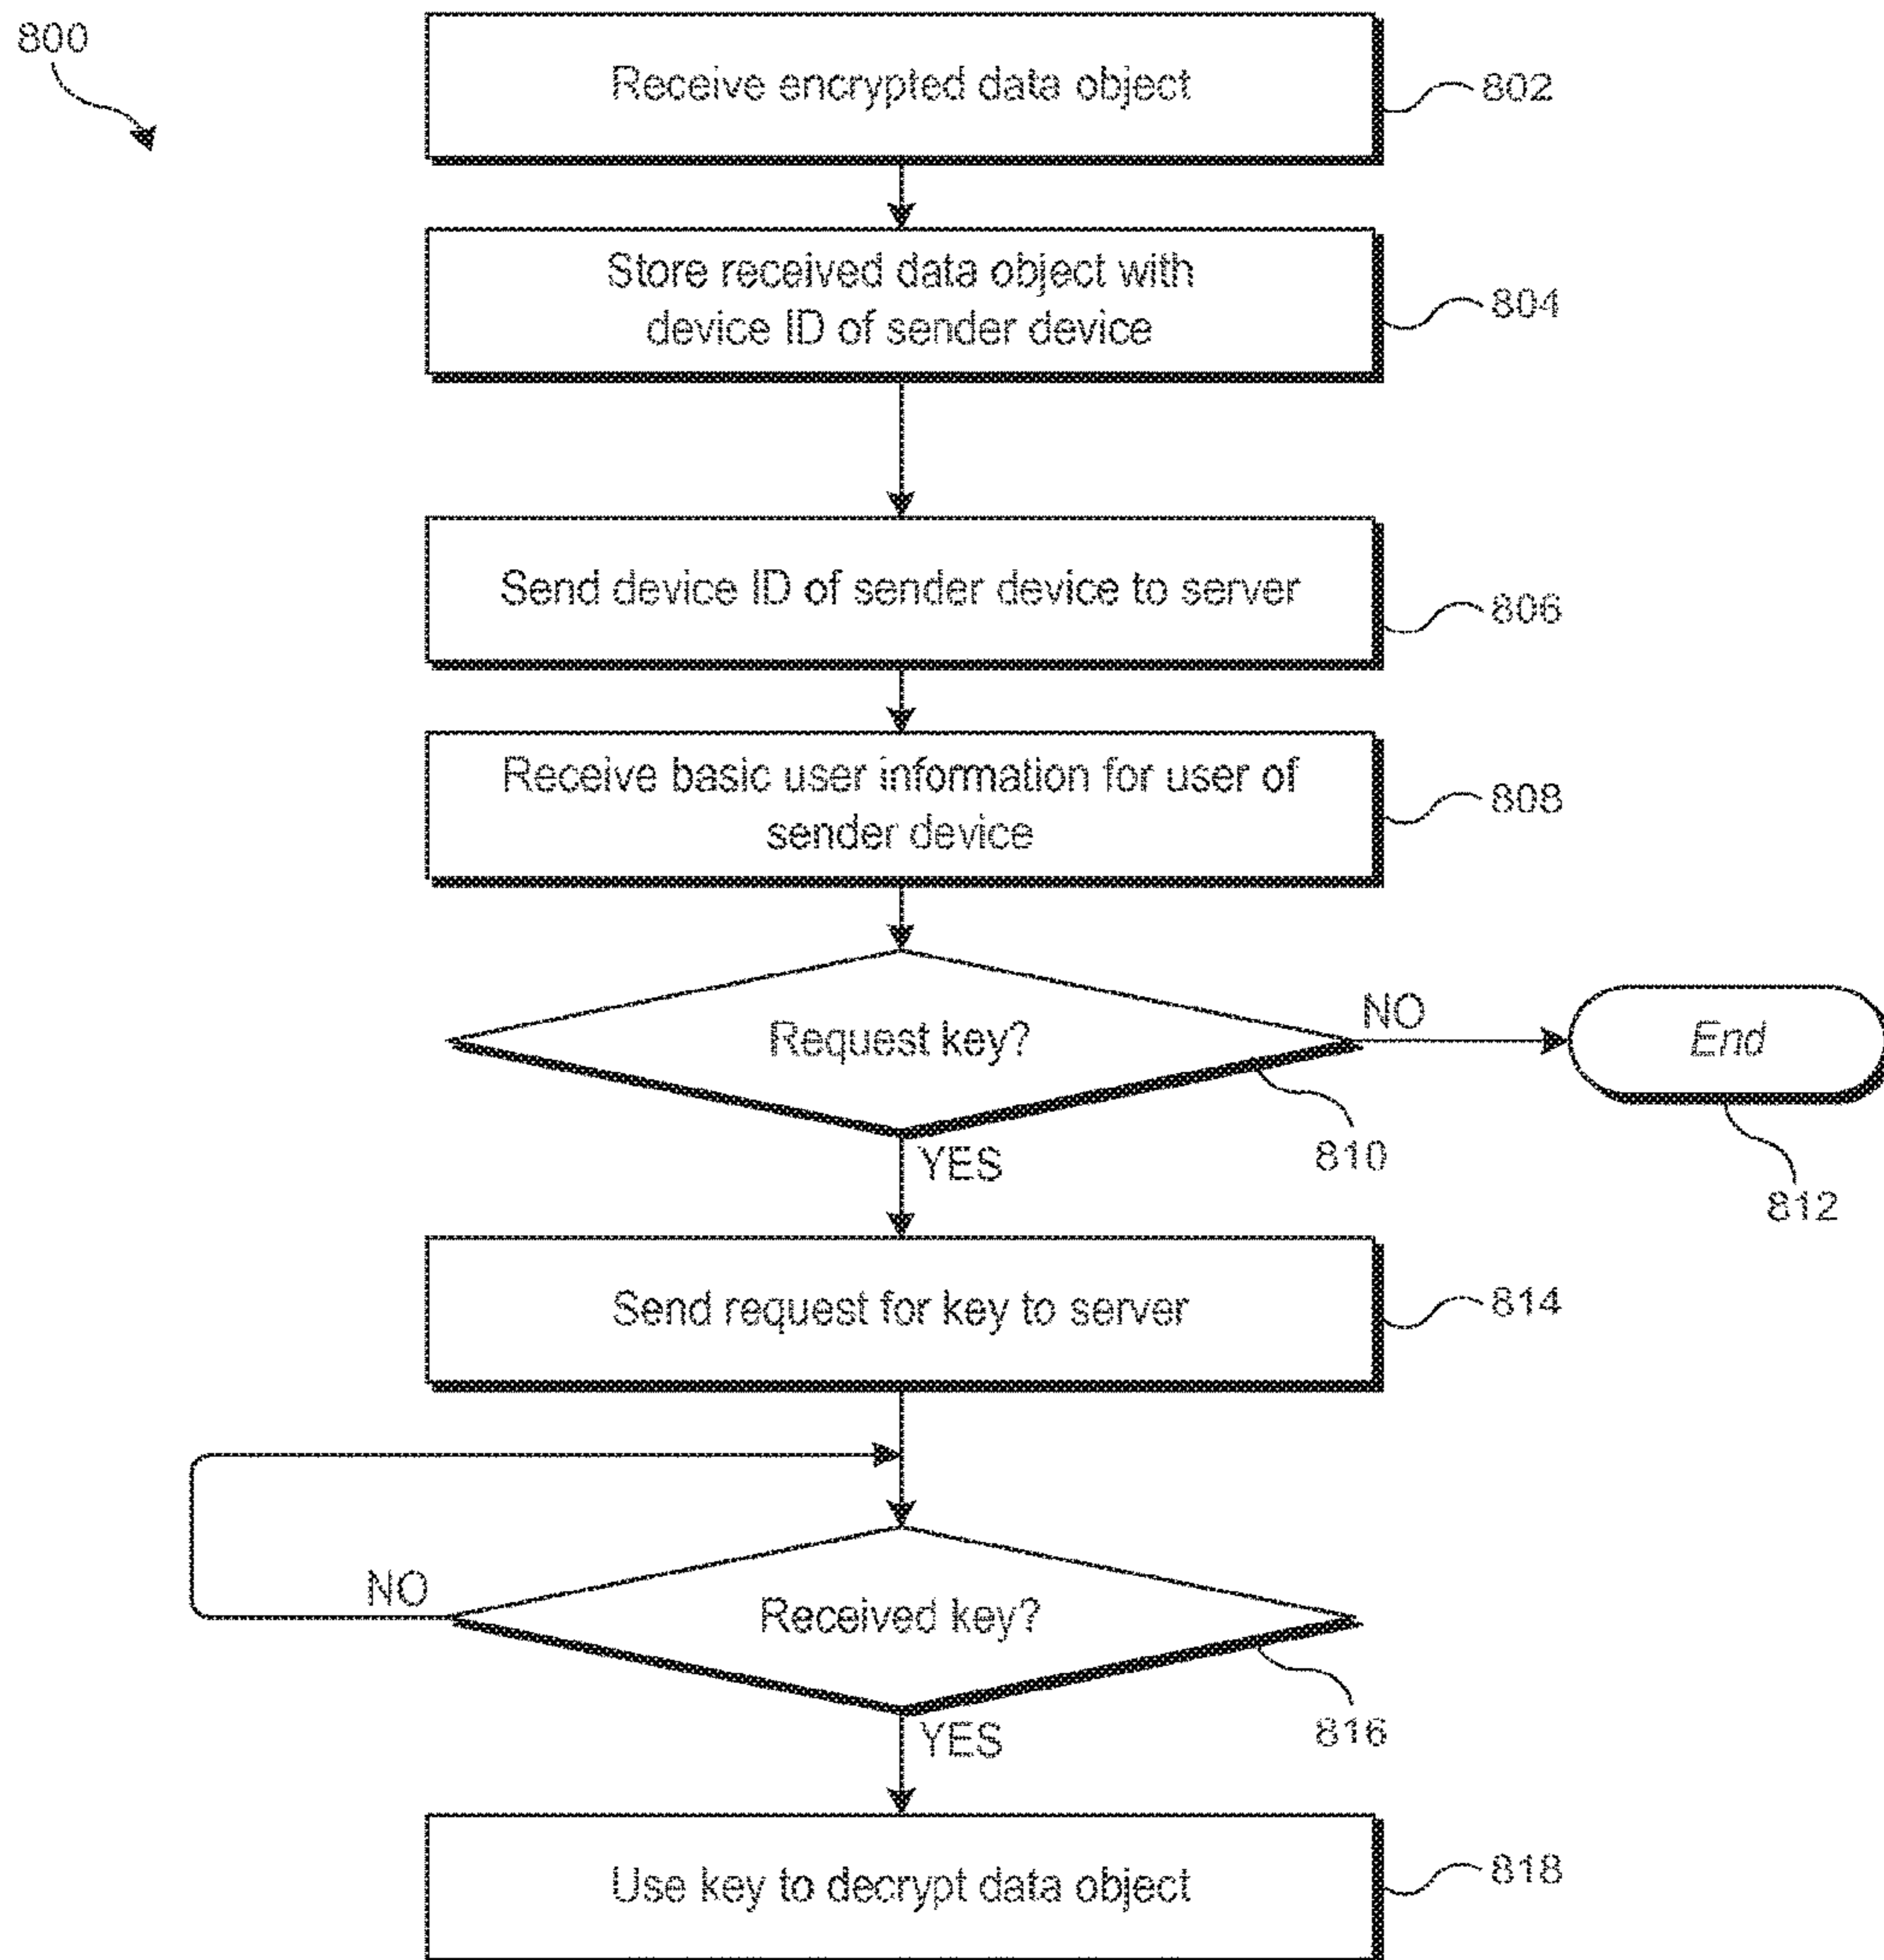 800
Receive encrypted data object
802
Store received data object with
device ID of sender device
804
Send device ID of sender device to server
806
Receive basic user information for user of
sender device
808
Request key?
NO
End
810
812
YES
Send request for key to server
814
NO
Received key?
816
YES
Use key to decrypt data object
818